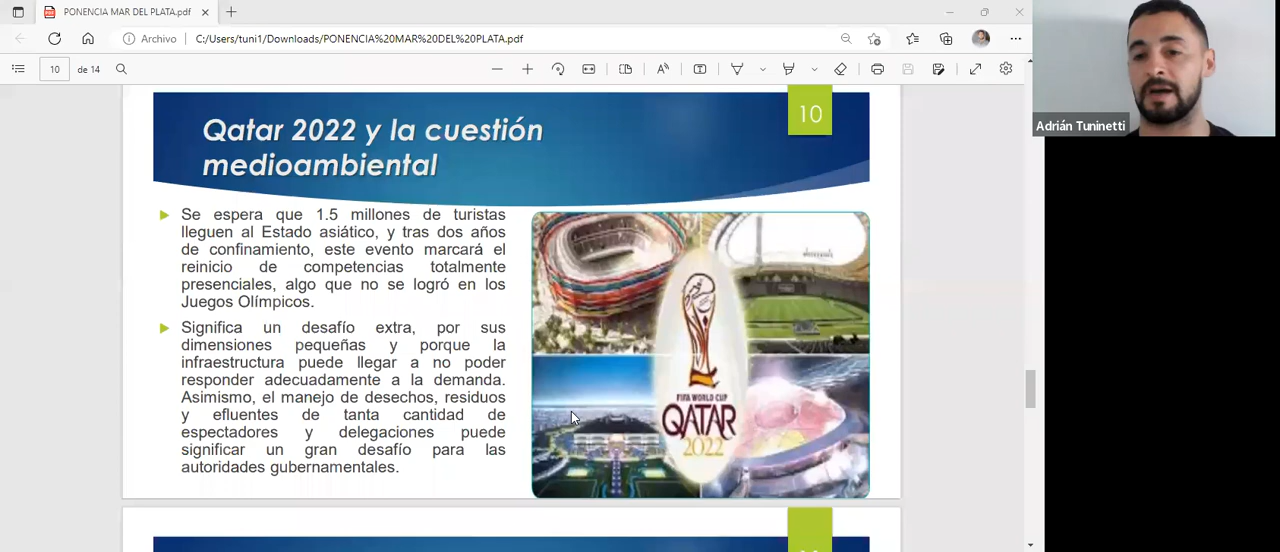 PONENCIA MAR DEL PLATA.pdf
Archivo
C:/Users/tuni1/Downloads/PONENCIA%20MAR%20DEL%20PLATA.pdf
10
de 14
Adrián Tuninetti
Qatar 2022 y la cuestión
medioambiental
10
Se espera que 1.5 millones de turistas
lleguen al Estado asiático, y tras dos años
de confinamiento, este evento marcará el
reinicio de competencias totalmente
presenciales, algo que no se logró en los
Juegos Olímpicos.
Significa un desafío extra, por sus
dimensiones pequeñas y porque la
infraestructura puede llegar a no poder
responder adecuadamente a la demanda.
Asimismo, el manejo de desechos, residuos
y efluentes de tanta cantidad de
espectadores y delegaciones puede
significar un gran desafío para las
autoridades gubernamentales.
FIFA WORLD CUP
QATAR
2022